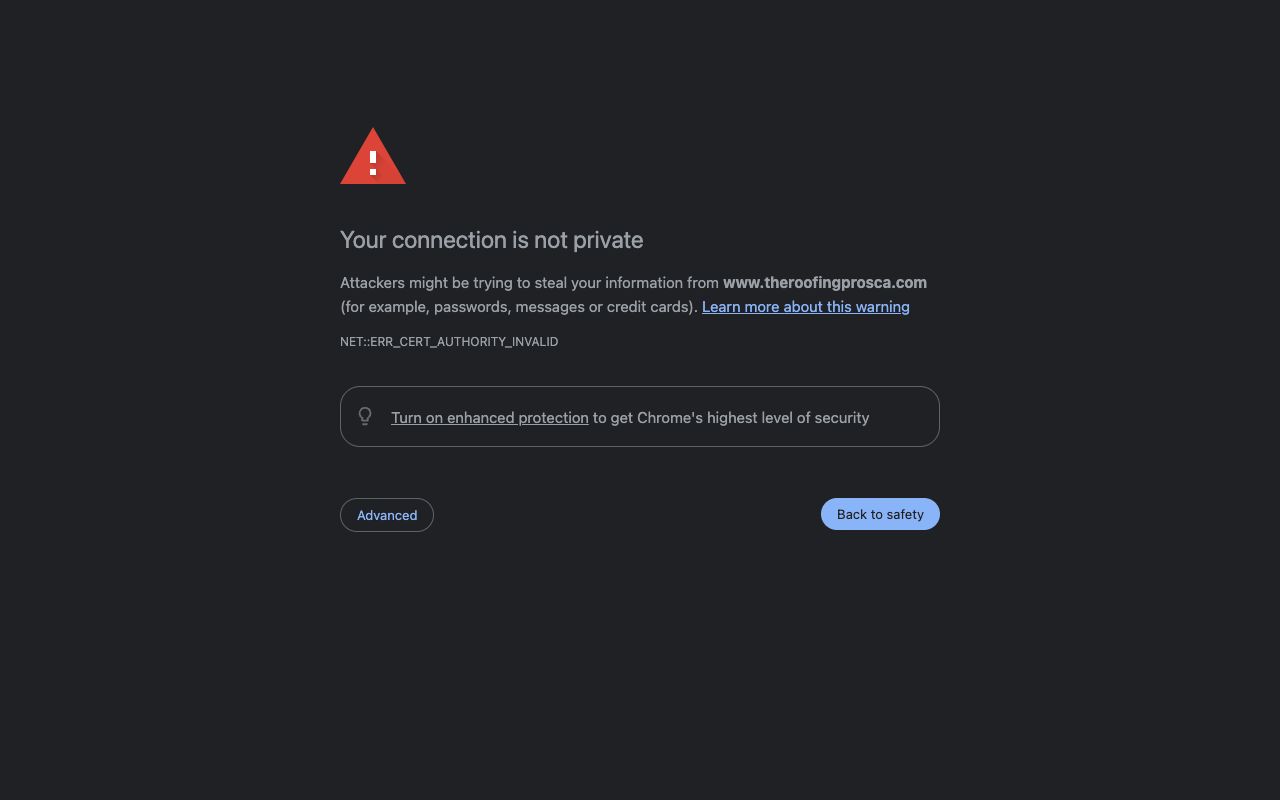 Your connection is not private
Attackers might be trying to steal your information from www.theroofingprosca.com
(for example, passwords, messages or credit cards). Learn more about this warning
NET::ERR_CERT_AUTHORITY_INVALID
Turn on enhanced protection to get Chrome's highest level of security
Advanced
Back to safety